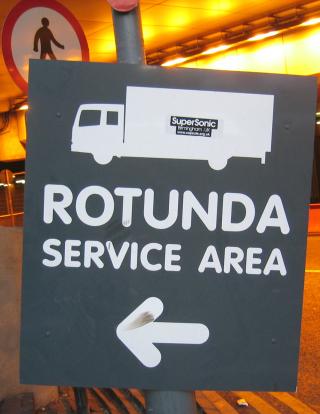 SuperSonic
Birmingham UK
ROTUNDA
SERVICE AREA